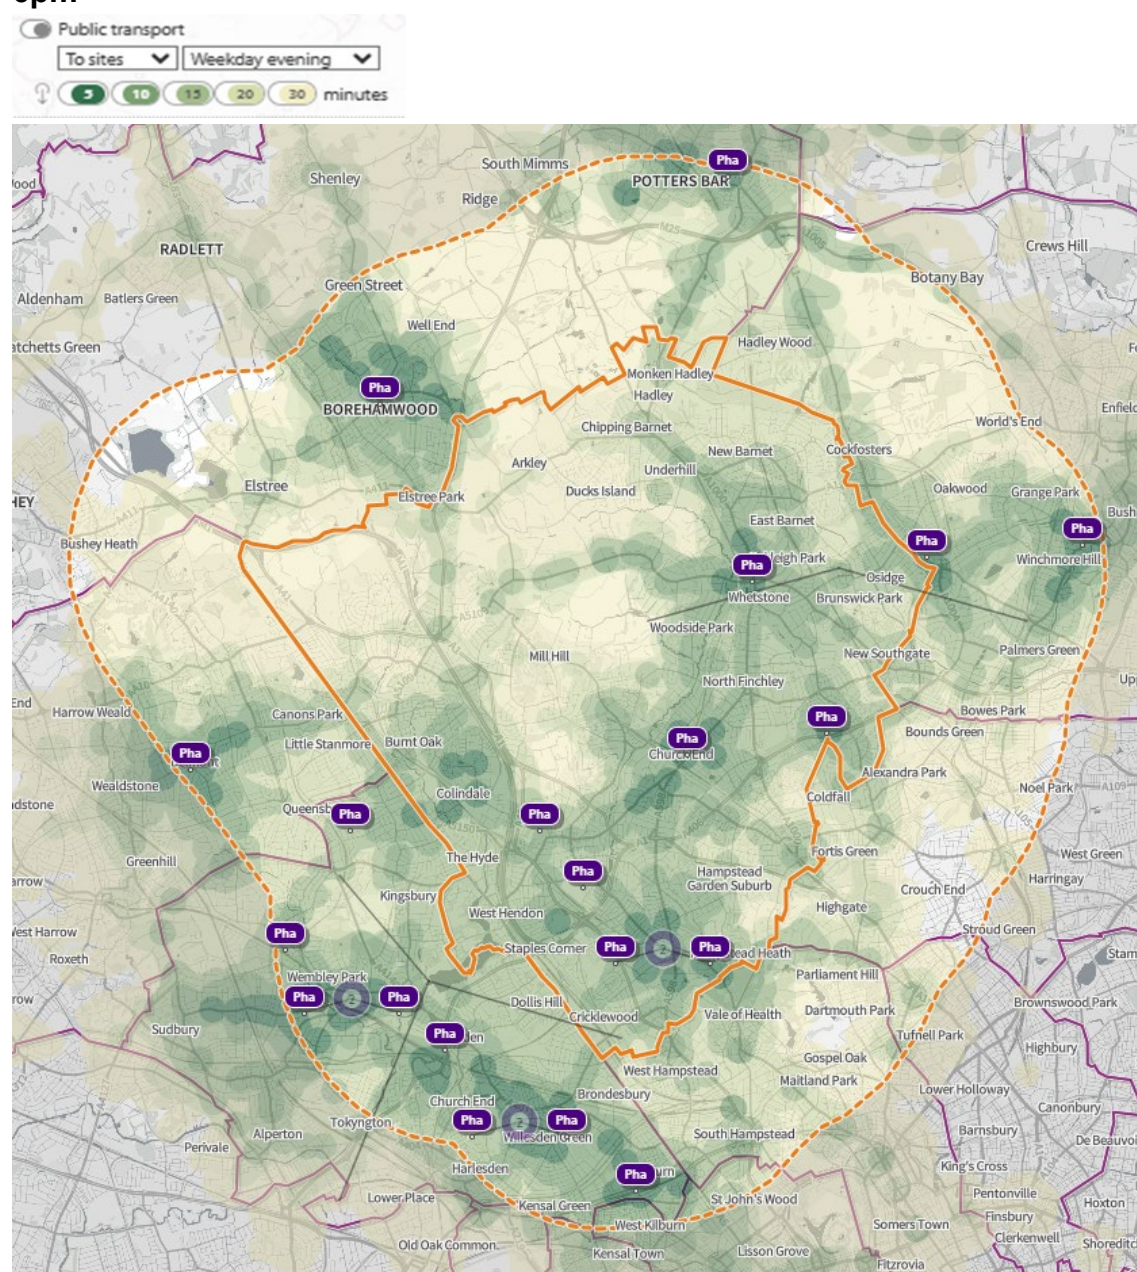 Public transport
To sites Weekday evening
5 10 15 20 30 minutes
South Mimms
Pha
Shenley
POTTERS BAR
Ridge
M25
RADLETT
Crews Hill
Botany Bay
Green Street
Aldenham Batlers Green
Well End
Hadley Wood
Monken Hadley
Pha
Hadley
BOREHAMWOOD
World's End
Chipping Barnet
New Barnet
Cockfosters
Arkley
Underhill
Elstree
Elstree Park
Ducks Island
Oakwood Grange Park
East Barnet
Pha
Pha
Bushey Heath
Pha
Winchmore Hill
Osidge
Whetstone
Brunswick Park
Woodside Park
Palmers Green
Mill Hill
New Southgate
North Finchley
Harrow Weald
Canons Park
Bowes Park
Pha
Bounds Green
Little Stanmore
Burnt Oak
Pha
Church End
Pha
Alexandra Park
Wealdstone
Colindale
Coldfall
Noel Park
A109
Pha
Pha
The Hyde
Fortis Green
West Green
Greenhill
Pha
Hampstead
Garden Suburb
Harringay
Crouch End
Kingsbury
Highgate
West Hendon
Stroud Green
Pha
Staples Corner
Pha
2
Pha
Roxeth
Wembley Park
Parliament Hill
Pha
2
Pha
Dollis Hill
Vale of Health
Dartmouth Park
Brownswood Park
Cricklewood
Sudbury
Pha
Tufnell Park
Highbury
Gospel Oak
West Hampstead
Maitland Park
Brondesbury
Lower Holloway
Church End
Canonbury
Tokyngton
Pha
2
Pha
Alperton
Willesden Green
South Hampstead
Barnsbury
Perivale
Harlesden
Pha
King's Cross
Lower Place
St John's Wood
Pentonville
Kensal Green
Hoxton
West Kilburn
Somers Town
Finsbury
Clerkenwell
Old Oak Common
Kensal Town
Lisson Grove
Fitzrovia